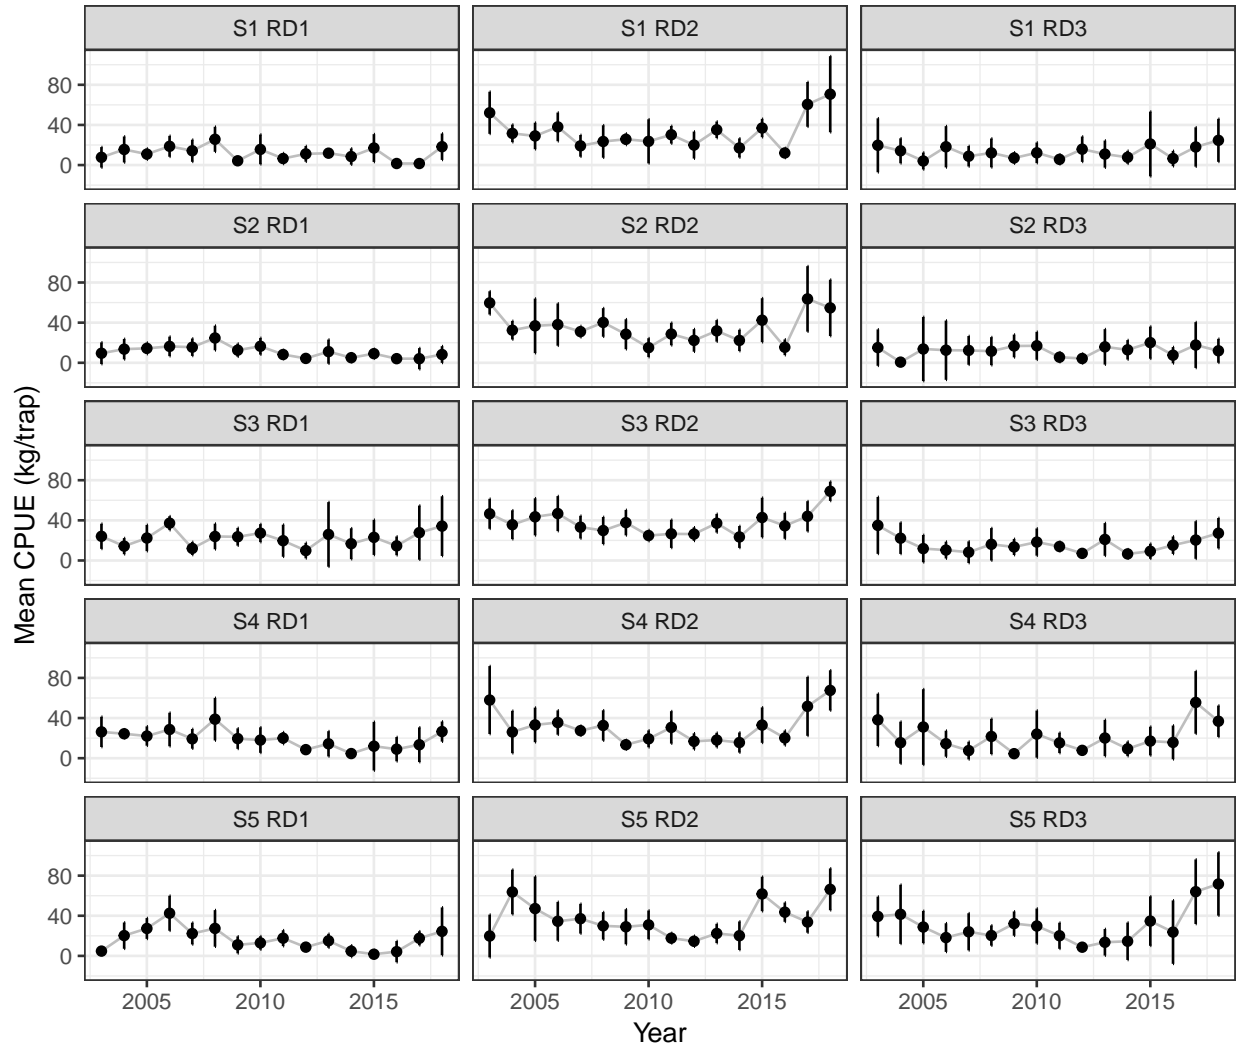 S1 RD1 S1 RD2 S1 RD3
80
40
0
S2 RD1 S2 RD2 S2 RD3
80
40
0
S3 RD1 S3 RD2 S3 RD3
80
40
0
S4 RD1 S4 RD2 S4 RD3
80
40
0
S5 RD1 S5 RD2 S5 RD3
80
40
0
2005 2010 2015 2005 2010 2015 2005 2010 2015
Year
Mean CPUE (kg/trap)